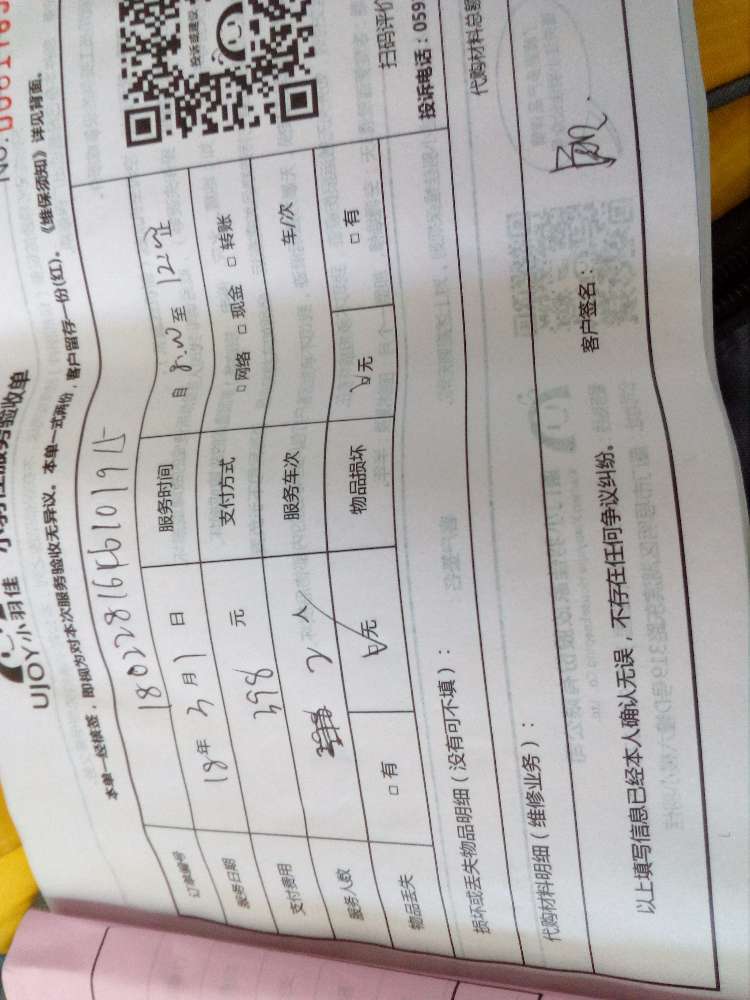 NO.
UJOY小羽佳 小羽佳服务验收单
本单一经核签，即视为对本次服务验收无异议。本单一式两份，客户留存一份(红)。《维保须知》详见背面。
订单编号
服务日期 18年3月1日 服务时间 自 至
支付费用 398元 支付方式 □网络 □现金 □转账
服务人数 2人 服务车次 车/次
物品丢失 □有 ☑无 物品损坏 ☑无 □有
投诉或建议
扫码评价
投诉电话：059
损坏或丢失物品明细（没有可不填）：
代购材料明细（维修业务）：
代购材料总额
以上填写信息已经本人确认无误，不存在任何争议纠纷。
客户签名：